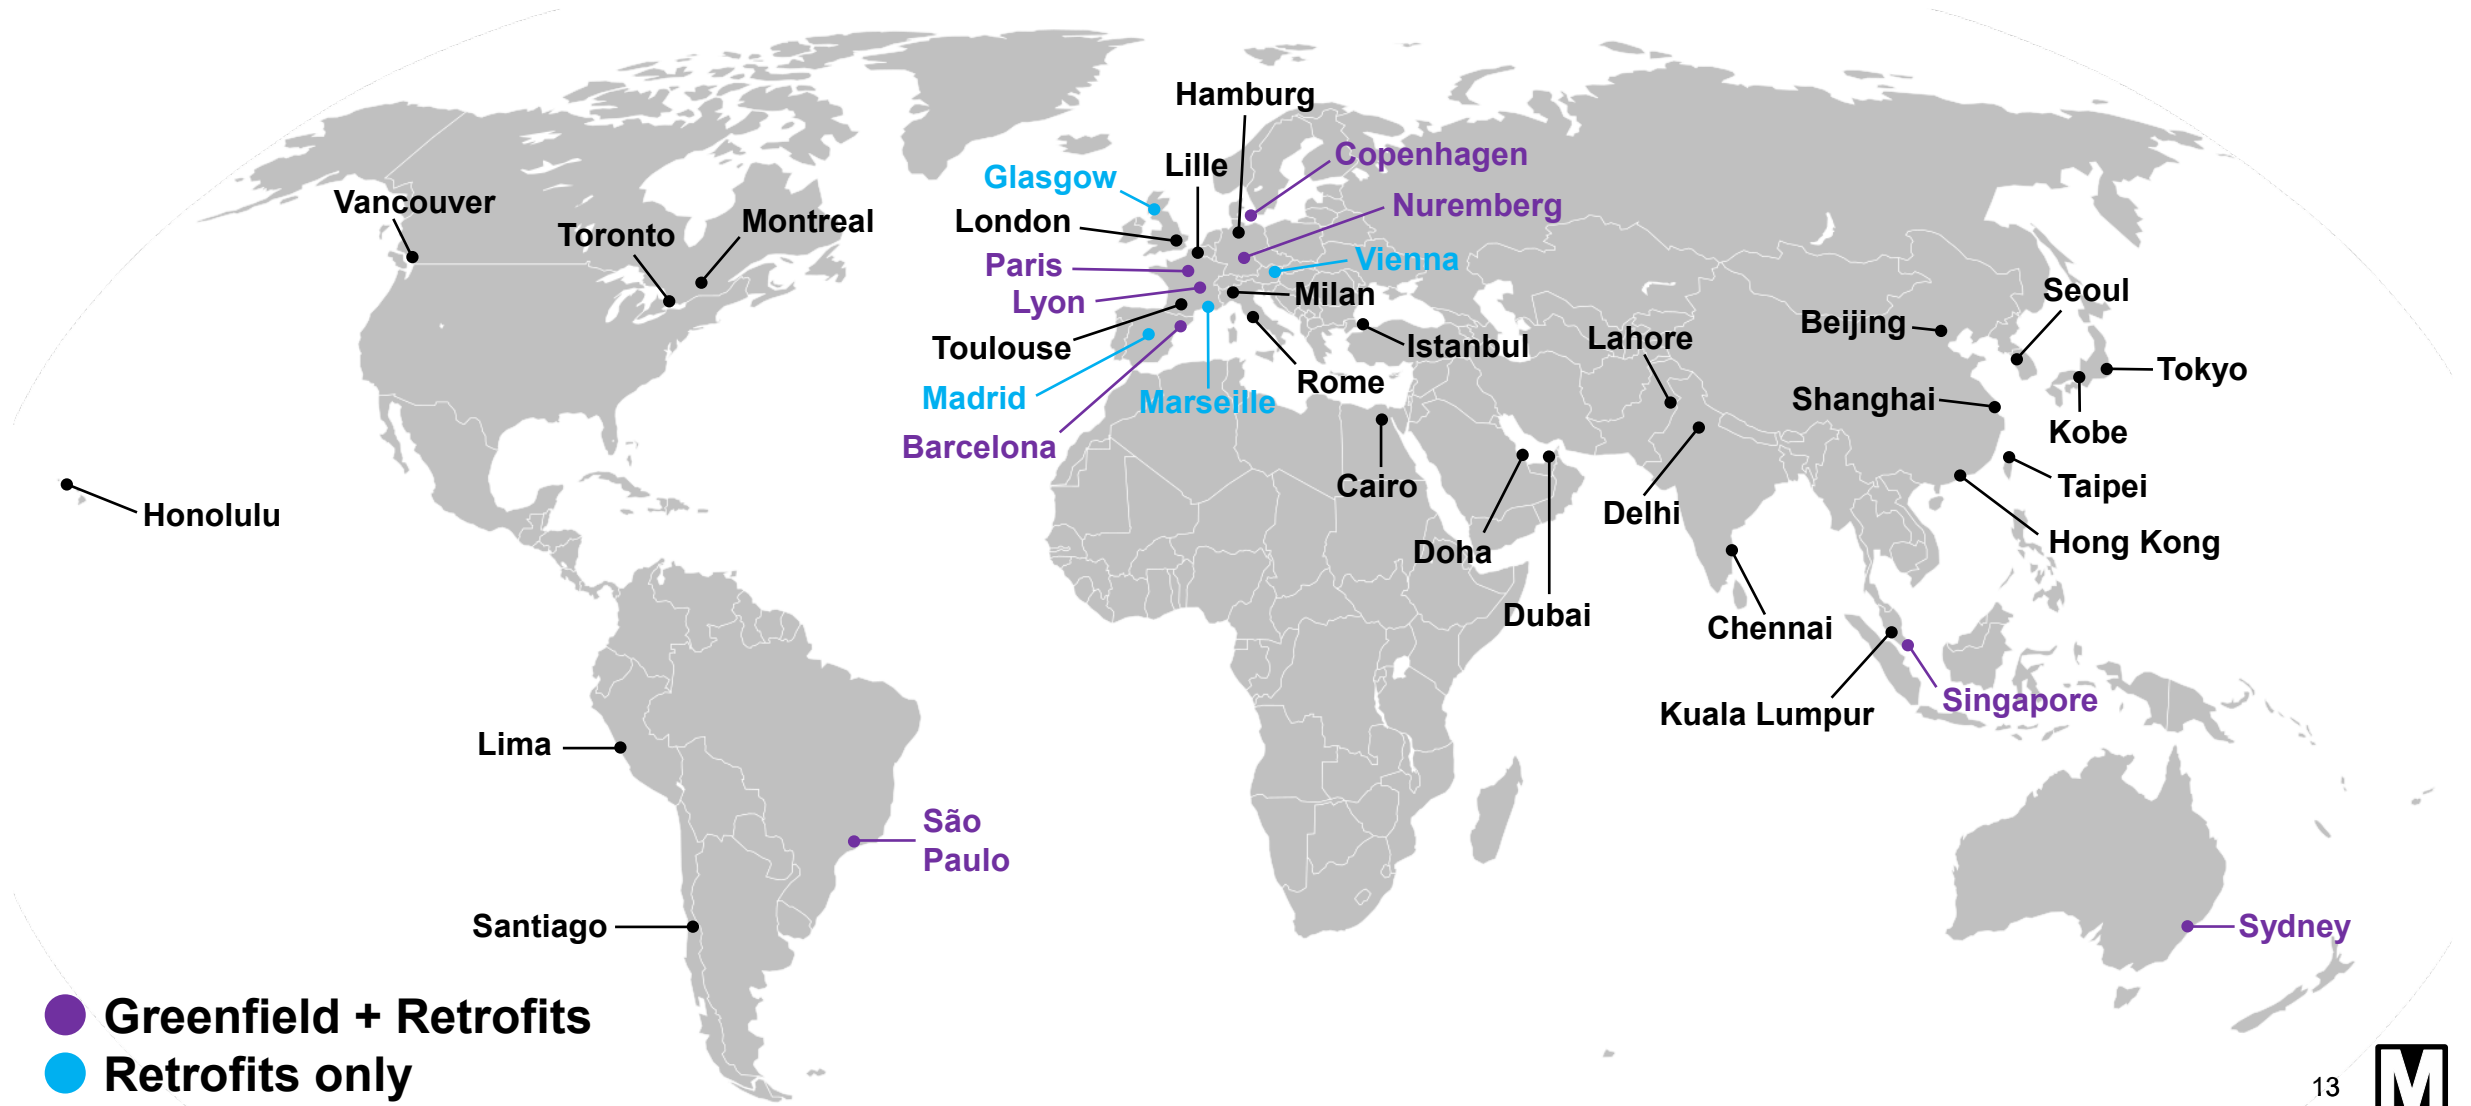 Hamburg
Copenhagen
Lille
Glasgow
Nuremberg
Vancouver
Montreal
London
Toronto
Vienna
Paris
Seoul
Milan
Lyon
Beijing
Lahore
Istanbul
Toulouse
Tokyo
Rome
Madrid
Marseille
Shanghai
Kobe
Barcelona
Cairo
Taipei
Honolulu
Delhi
Hong Kong
Doha
Dubai
Chennai
Singapore
Kuala Lumpur
Lima
São
Paulo
Santiago
Sydney
Greenfield + Retrofits
Retrofits only
13
M